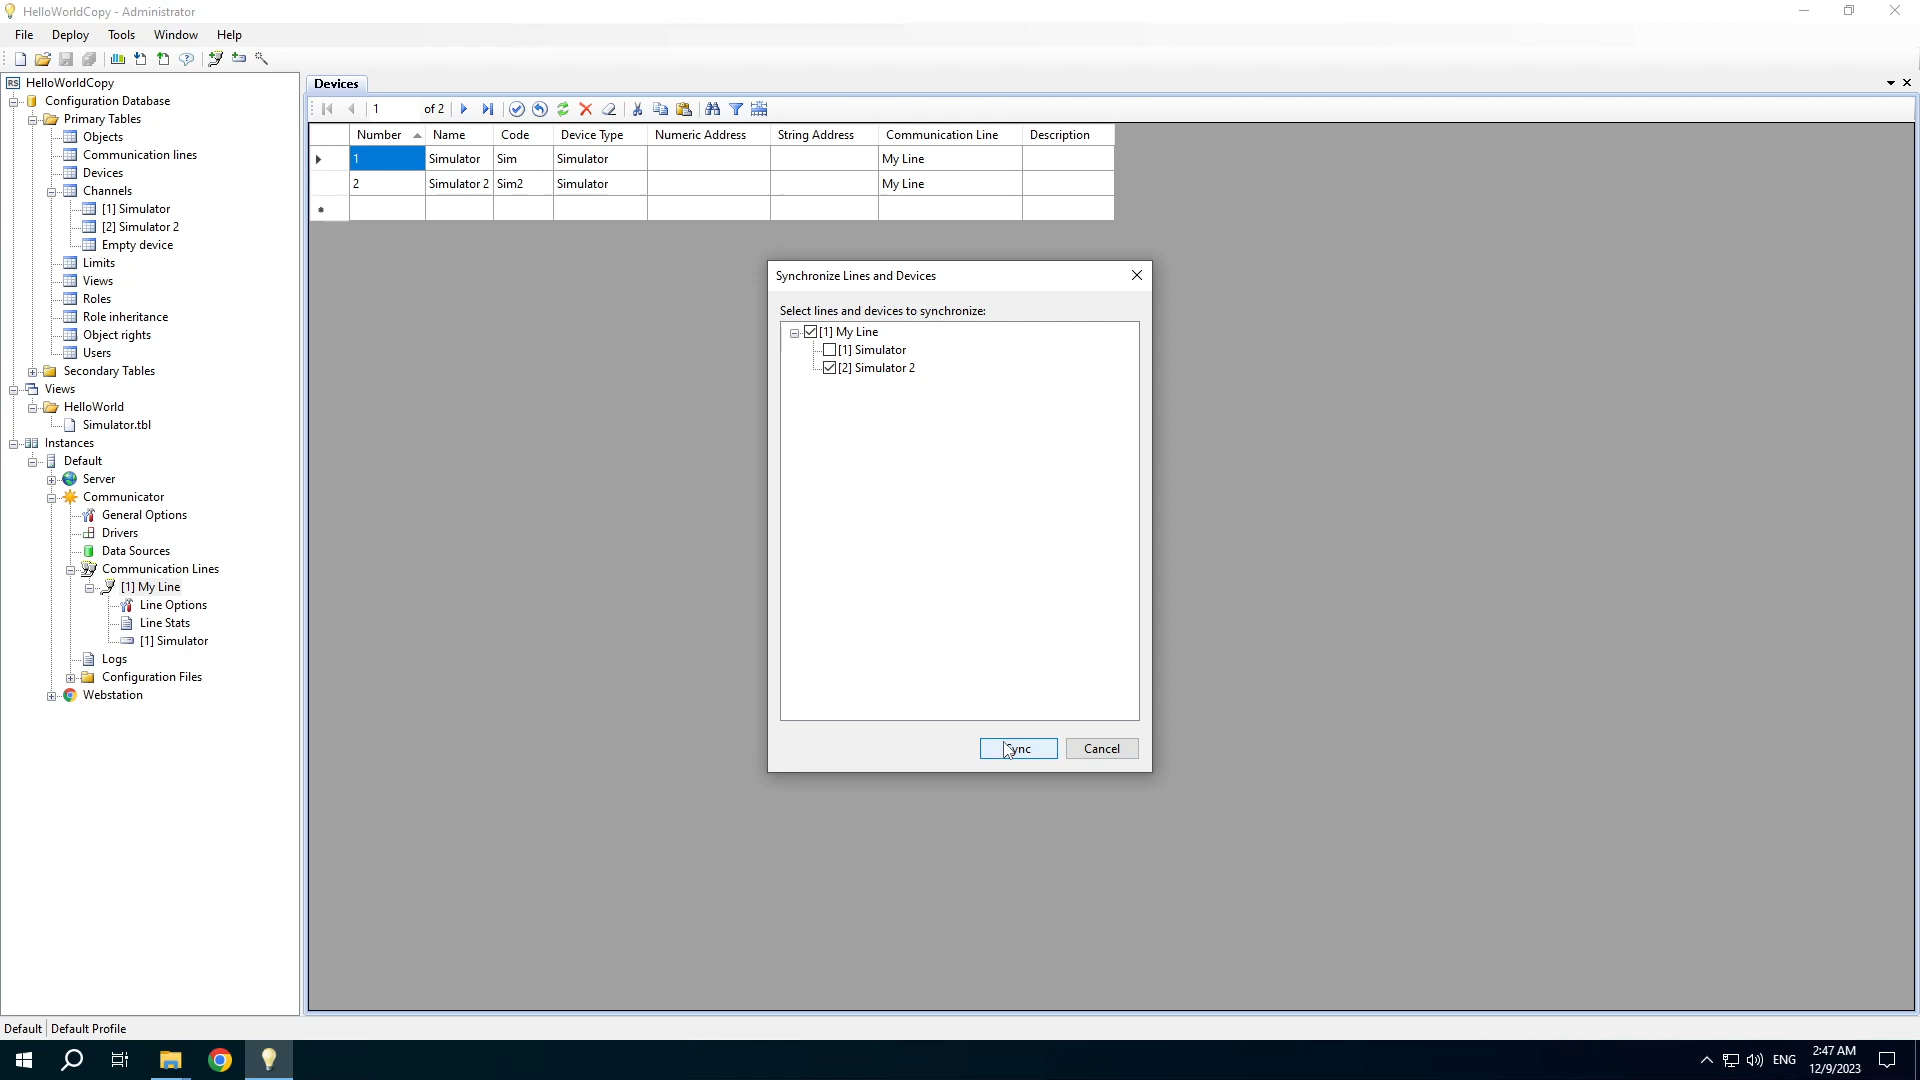 HelloWorldCopy - Administrator
File Deploy Tools Window Help
HelloWorldCopy
Configuration Database
Primary Tables
Objects
Communication lines
Devices
Channels
[1] Simulator
[2] Simulator 2
Empty device
Limits
Views
Roles
Role inheritance
Object rights
Users
Secondary Tables
Views
HelloWorld
Simulator.tbl
Instances
Default
Server
Communicator
General Options
Drivers
Data Sources
Communication Lines
[1] My Line
Line Options
Line Stats
[1] Simulator
Logs
Configuration Files
Webstation
Devices
1 of 2
Number Name Code Device Type Numeric Address String Address Communication Line Description
1 Simulator Sim Simulator My Line
2 Simulator 2 Sim2 Simulator My Line
Synchronize Lines and Devices
Select lines and devices to synchronize:
[1] My Line
[1] Simulator
[2] Simulator 2
Sync Cancel
Default Default Profile
ENG 2:47 AM
12/9/2023